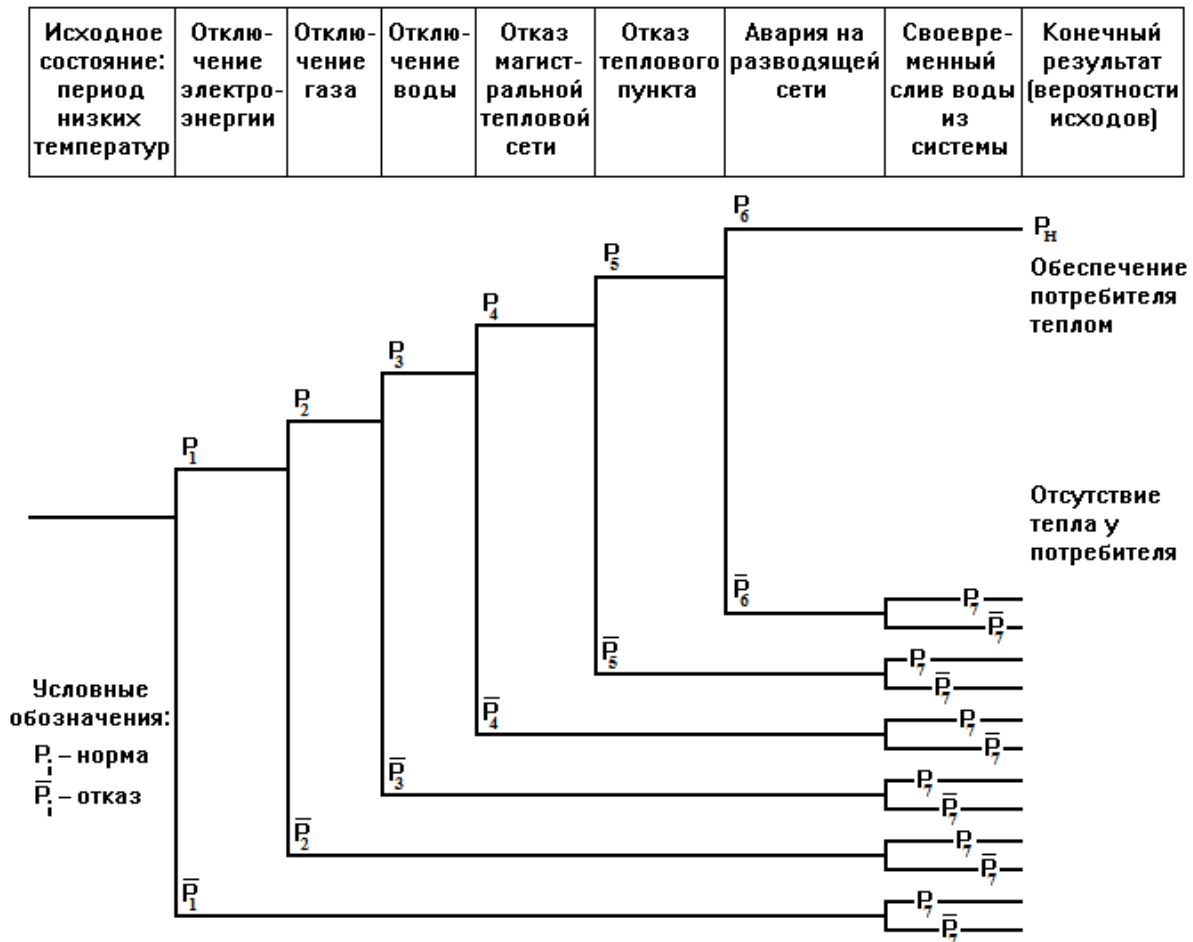 Исходное
состояние:
период
низких
температур
Отклю-
чение
электро-
энергии
Отклю-
чение
газа
Отклю-
чение
воды
Отказ
магист-
ральной
тепловой
сети
Отказ
теплового
пункта
Авария на
разводящей
сети
Своевре-
менный
слив воды
из
системы
Конечный
результат
(вероятности
исходов)
P₆
Pₙ
Обеспечение
потребителя
теплом
P₅
P₄
P₃
P₂
P₁
Отсутствие
тепла у
потребителя
P̅₆
P₇
P̅₇
P̅₅
P₇
P̅₇
P̅₄
P₇
P̅₇
P̅₃
P₇
P̅₇
P̅₂
P₇
P̅₇
P̅₁
P₇
P̅₇
Условные
обозначения:
Pᵢ – норма
P̅ᵢ – отказ